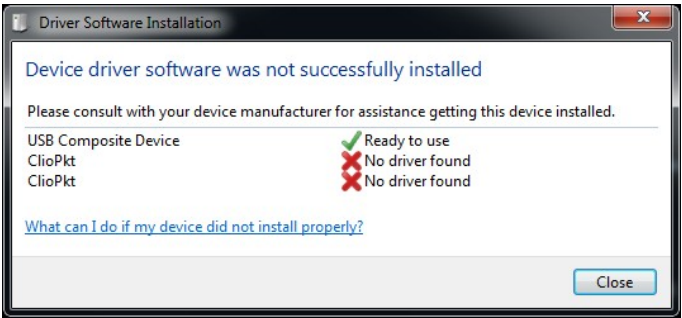 Driver Software Installation
Device driver software was not successfully installed
Please consult with your device manufacturer for assistance getting this device installed.
USB Composite Device Ready to use
ClioPkt No driver found
ClioPkt No driver found
What can I do if my device did not install properly?
Close